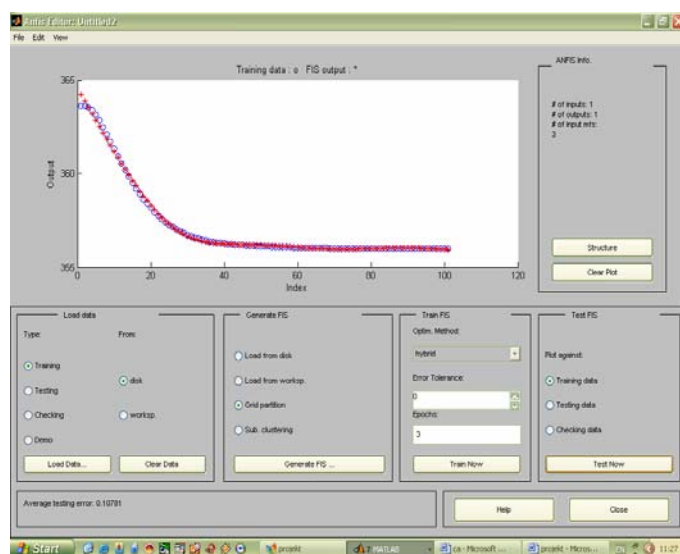 Anfis Editor: Untitled2
File Edit View
Training data : o FIS output : *
365
360
355
Output
0 20 40 60 80 100 120
Index
ANFIS Info.
# of inputs: 1
# of outputs: 1
# of input mfs:
Structure
Clear Plot
Load data
Type: From:
Training
Testing
Checking
Demo
disk
worksp.
Load Data...
Clear Data
Generate FIS
Load from disk
Load from worksp.
Grid partition
Sub. clustering
Generate FIS ...
Train FIS
Optim. Method:
hybrid
Error Tolerance:
0
Epochs:
3
Train Now
Test FIS
Plot against:
Training data
Testing data
Checking data
Test Now
Average testing error: 0.10781
Help
Close
Start
projekt
MATLAB
ca - Microsoft ...
projekt - Micros...
EN
11:27